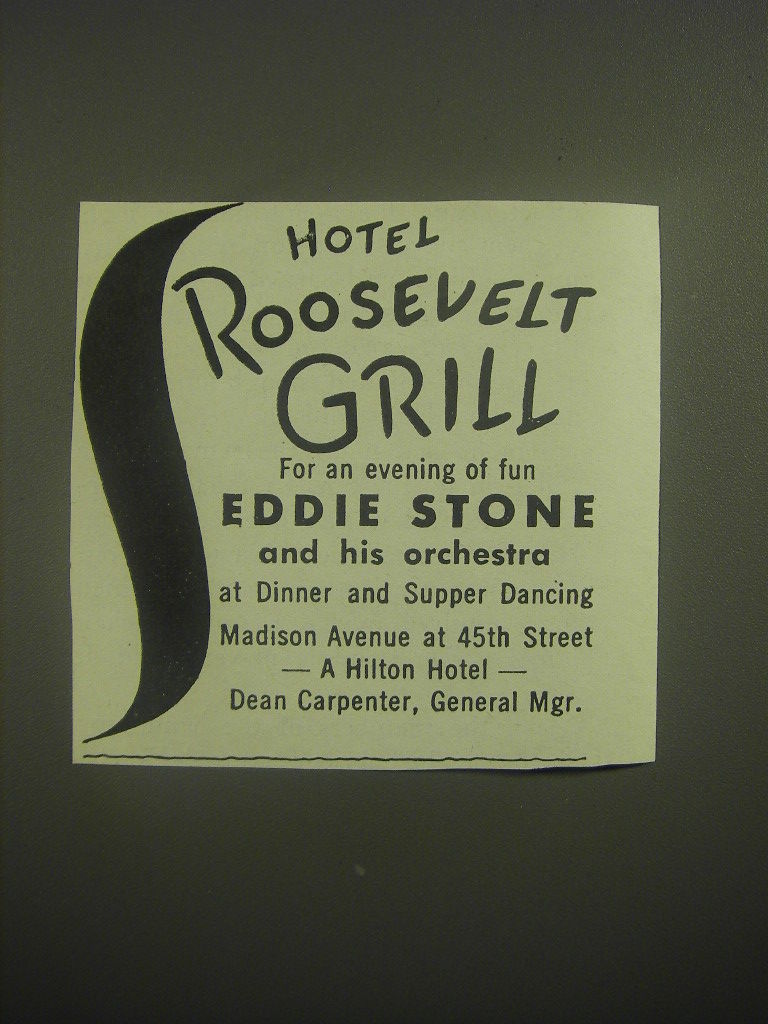 HOTEL
ROOSEVELT
GRILL
For an evening of fun
EDDIE STONE
and his orchestra
at Dinner and Supper Dancing
Madison Avenue at 45th Street
— A Hilton Hotel —
Dean Carpenter, General Mgr.